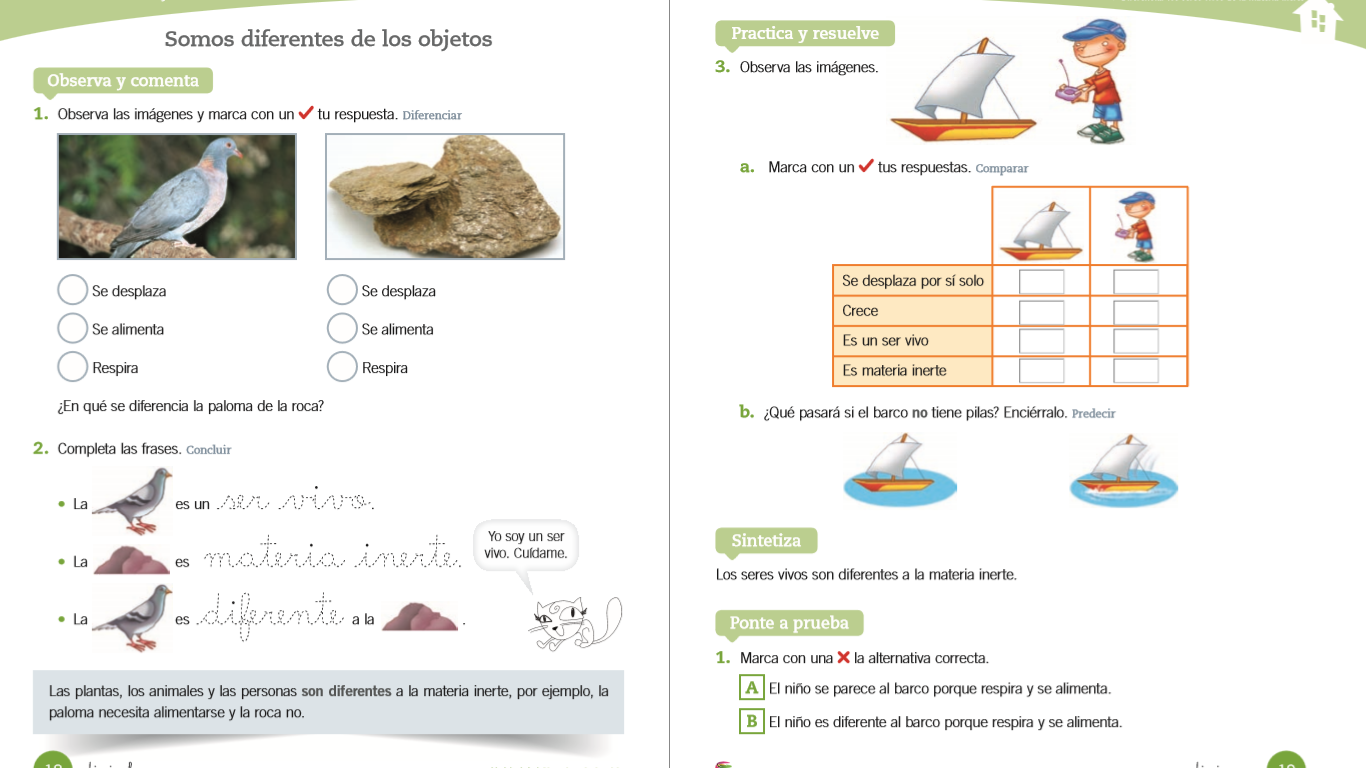 Somos diferentes de los objetos
Observa y comenta
1. Observa las imágenes y marca con un ✓ tu respuesta. Diferenciar
Se desplaza
Se alimenta
Respira
Se desplaza
Se alimenta
Respira
¿En qué se diferencia la paloma de la roca?
2. Completa las frases. Concluir
• La es un ser vivo.
• La es materia inerte.
• La es diferente a la .
Yo soy un ser
vivo. Cuídame.
Las plantas, los animales y las personas son diferentes a la materia inerte, por ejemplo, la
paloma necesita alimentarse y la roca no.
Practica y resuelve
3. Observa las imágenes.
a. Marca con un ✓ tus respuestas. Comparar
Se desplaza por sí solo
Crece
Es un ser vivo
Es materia inerte
b. ¿Qué pasará si el barco no tiene pilas? Enciérralo. Predecir
Sintetiza
Los seres vivos son diferentes a la materia inerte.
Ponte a prueba
1. Marca con una ✗ la alternativa correcta.
A El niño se parece al barco porque respira y se alimenta.
B El niño es diferente al barco porque respira y se alimenta.